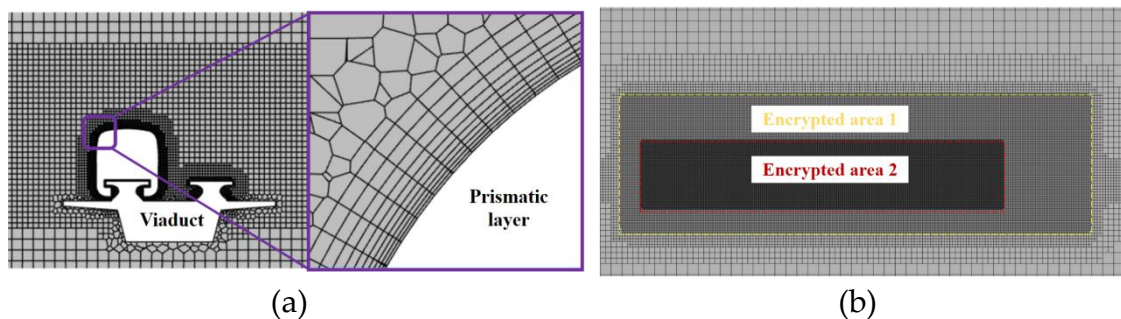 Viaduct
Prismatic
layer
Encrypted area 1
Encrypted area 2
(a)
(b)